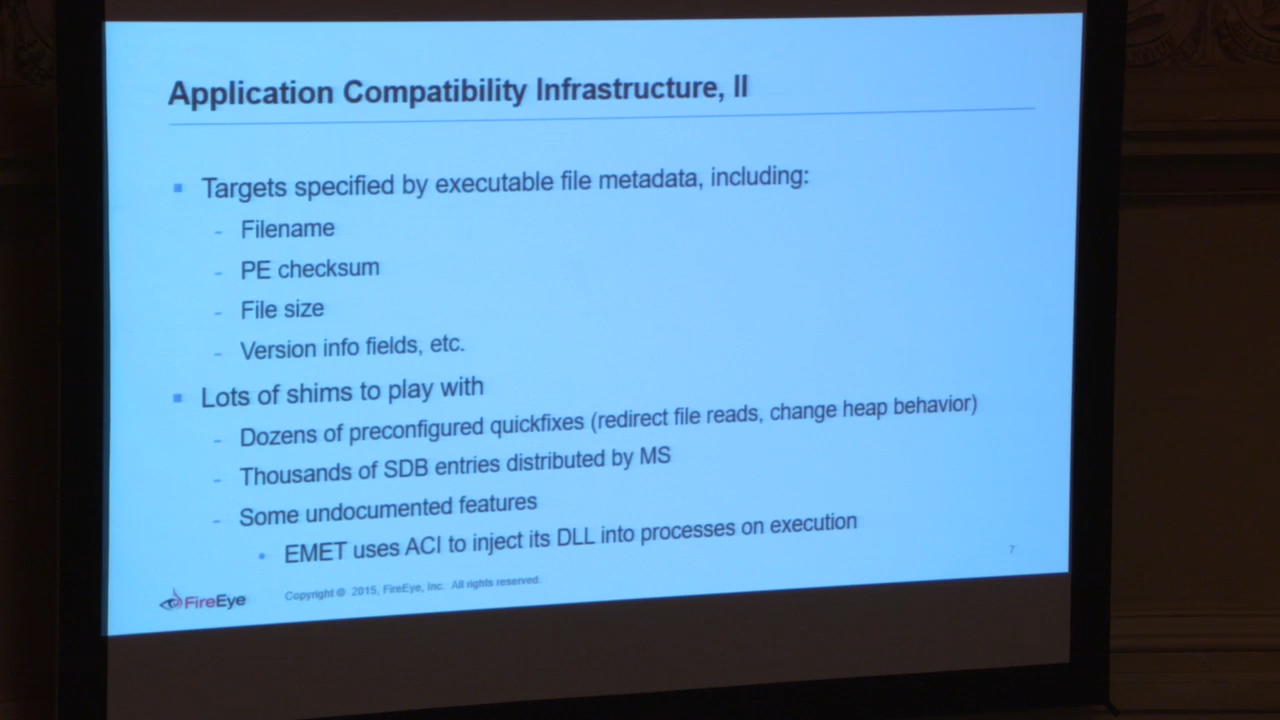 Application Compatibility Infrastructure, II
▪ Targets specified by executable file metadata, including:
- Filename
- PE checksum
- File size
- Version info fields, etc.
▪ Lots of shims to play with
- Dozens of preconfigured quickfixes (redirect file reads, change heap behavior)
- Thousands of SDB entries distributed by MS
- Some undocumented features
• EMET uses ACI to inject its DLL into processes on execution
7
FireEye
Copyright © 2015, FireEye, Inc. All rights reserved.